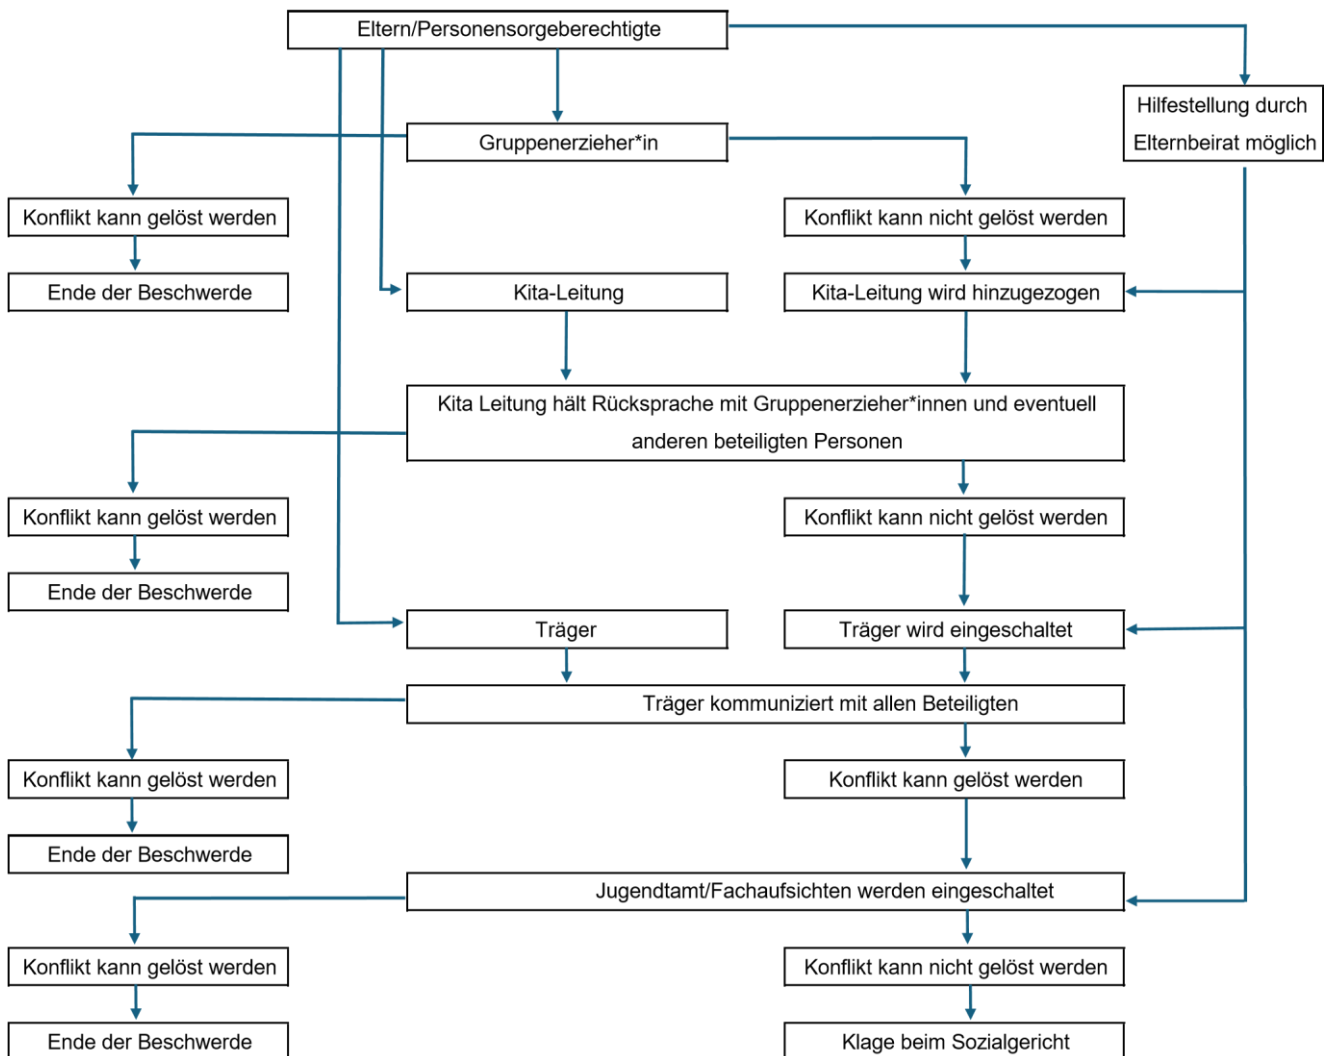 Eltern/Personensorgeberechtigte
Hilfestellung durch
Elternbeirat möglich
Gruppenerzieher*in
Konflikt kann gelöst werden
Konflikt kann nicht gelöst werden
Ende der Beschwerde
Kita-Leitung
Kita-Leitung wird hinzugezogen
Kita Leitung hält Rücksprache mit Gruppenerzieher*innen und eventuell
anderen beteiligten Personen
Konflikt kann gelöst werden
Konflikt kann nicht gelöst werden
Ende der Beschwerde
Träger
Träger wird eingeschaltet
Träger kommuniziert mit allen Beteiligten
Konflikt kann gelöst werden
Konflikt kann gelöst werden
Ende der Beschwerde
Jugendtamt/Fachaufsichten werden eingeschaltet
Konflikt kann gelöst werden
Konflikt kann nicht gelöst werden
Ende der Beschwerde
Klage beim Sozialgericht